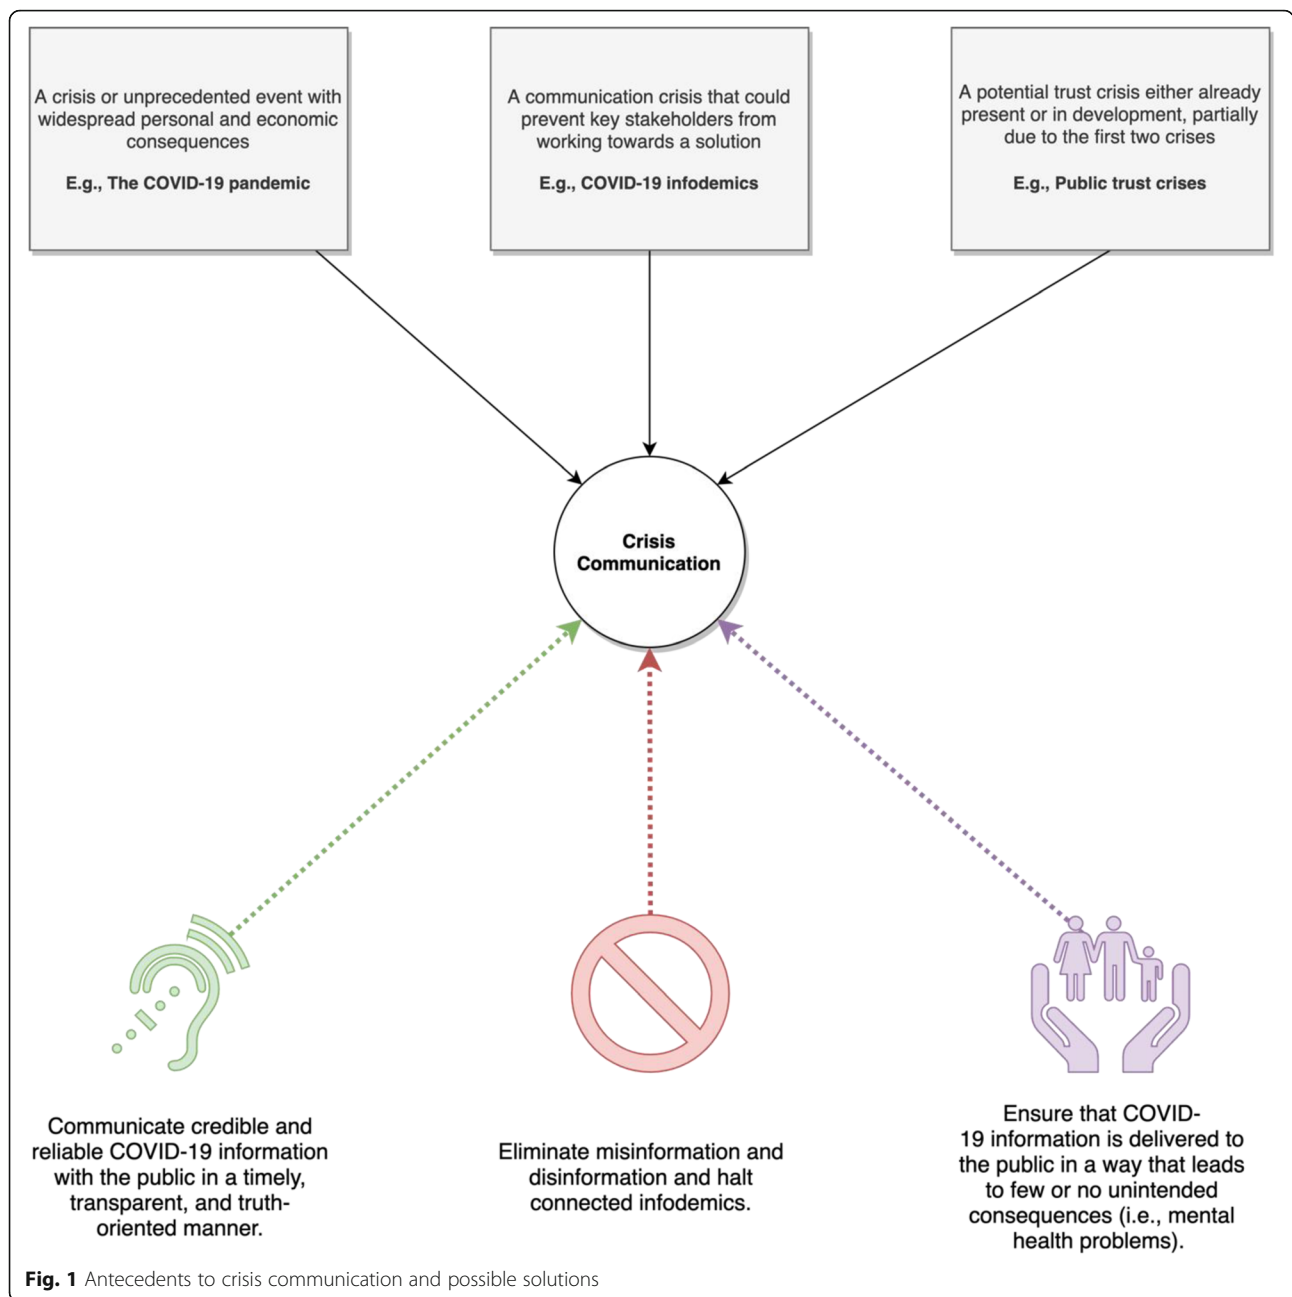 A crisis or unprecedented event with
widespread personal and economic
consequences
E.g., The COVID-19 pandemic
A communication crisis that could
prevent key stakeholders from
working towards a solution
E.g., COVID-19 infodemics
A potential trust crisis either already
present or in development, partially
due to the first two crises
E.g., Public trust crises
Crisis
Communication
Communicate credible and
reliable COVID-19 information
with the public in a timely,
transparent, and truth-
oriented manner.
Eliminate misinformation and
disinformation and halt
connected infodemics.
Ensure that COVID-
19 information is delivered to
the public in a way that leads
to few or no unintended
consequences (i.e., mental
health problems).
Fig. 1 Antecedents to crisis communication and possible solutions